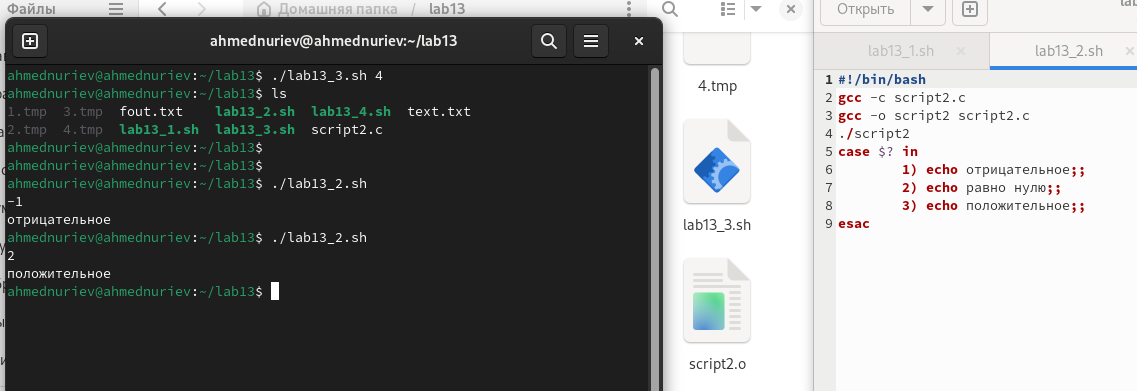 Файлы
Домашняя папка / lab13
ahmednuriev@ahmednuriev:~/lab13
ahmednuriev@ahmednuriev:~/lab13$ ./lab13_3.sh 4
ahmednuriev@ahmednuriev:~/lab13$ ls
1.tmp 3.tmp fout.txt lab13_2.sh lab13_4.sh text.txt
2.tmp 4.tmp lab13_1.sh lab13_3.sh script2.c
ahmednuriev@ahmednuriev:~/lab13$
ahmednuriev@ahmednuriev:~/lab13$
ahmednuriev@ahmednuriev:~/lab13$ ./lab13_2.sh
-1
отрицательное
ahmednuriev@ahmednuriev:~/lab13$ ./lab13_2.sh
2
положительное
ahmednuriev@ahmednuriev:~/lab13$
4.tmp
lab13_3.sh
script2.o
Открыть
lab13_1.sh
lab13_2.sh
1 #!/bin/bash
2 gcc -c script2.c
3 gcc -o script2 script2.c
4 ./script2
5 case $? in
6 1) echo отрицательное;;
7 2) echo равно нулю;;
8 3) echo положительное;;
9 esac